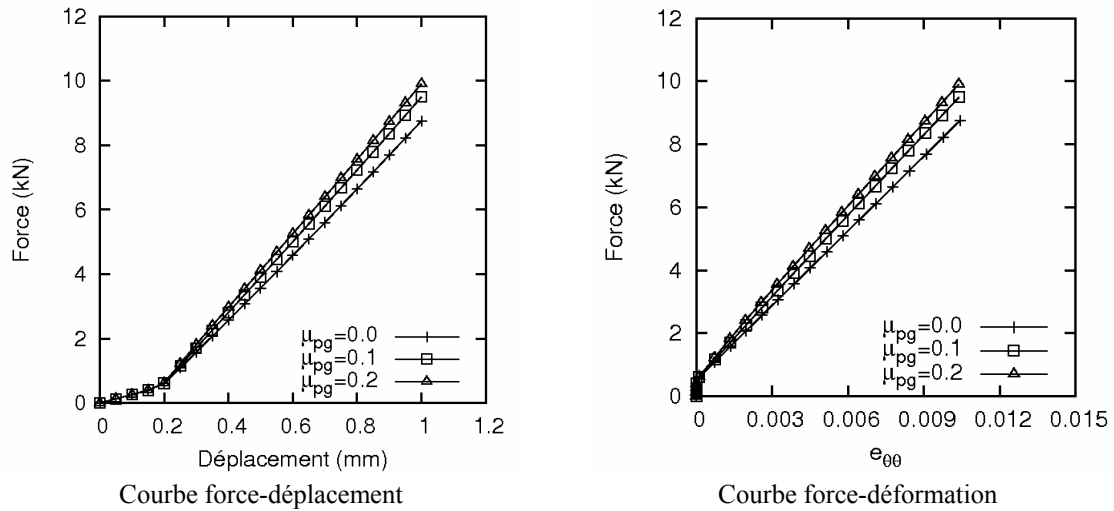 12
10
8
6
4
2
0
Force (kN)
0 0.2 0.4 0.6 0.8 1 1.2
Déplacement (mm)
μpg=0.0
μpg=0.1
μpg=0.2
Courbe force-déplacement
12
10
8
6
4
2
0
Force (kN)
0 0.003 0.006 0.009 0.012 0.015
eθθ
μpg=0.0
μpg=0.1
μpg=0.2
Courbe force-déformation